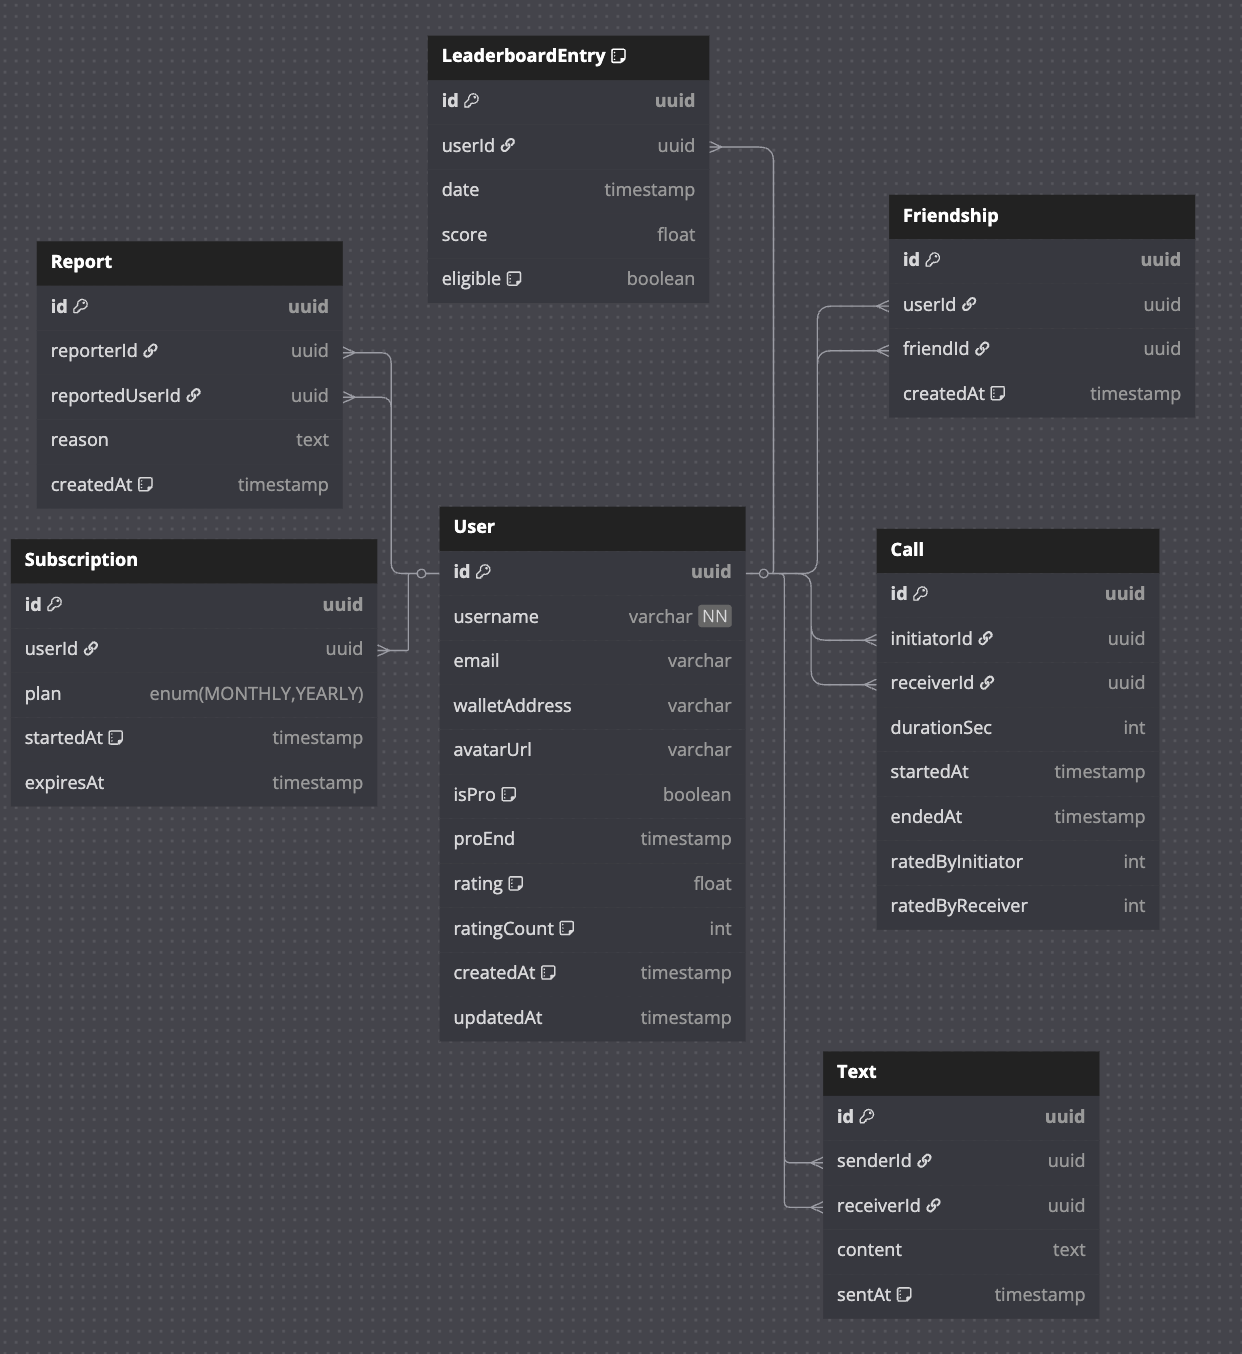 LeaderboardEntry
id uuid
userId uuid
date timestamp
score float
eligible boolean
Friendship
id uuid
userId uuid
friendId uuid
createdAt timestamp
Report
id uuid
reporterId uuid
reportedUserId uuid
reason text
createdAt timestamp
Subscription
id uuid
userId uuid
plan enum(MONTHLY,YEARLY)
startedAt timestamp
expiresAt timestamp
User
id uuid
username varchar NN
email varchar
walletAddress varchar
avatarUrl varchar
isPro boolean
proEnd timestamp
rating float
ratingCount int
createdAt timestamp
updatedAt timestamp
Call
id uuid
initiatorId uuid
receiverId uuid
durationSec int
startedAt timestamp
endedAt timestamp
ratedByInitiator int
ratedByReceiver int
Text
id uuid
senderId uuid
receiverId uuid
content text
sentAt timestamp